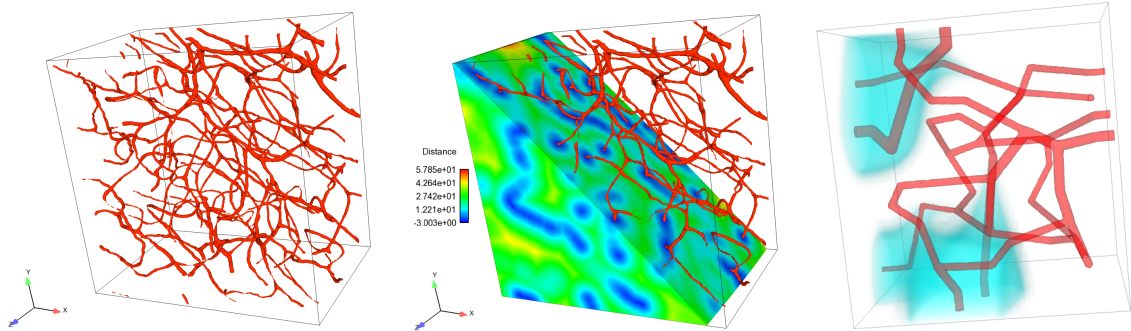 Distance
5.785e+01
4.264e+01
2.742e+01
1.221e+01
-3.003e+00
Y
X
Z
Y
X
Z